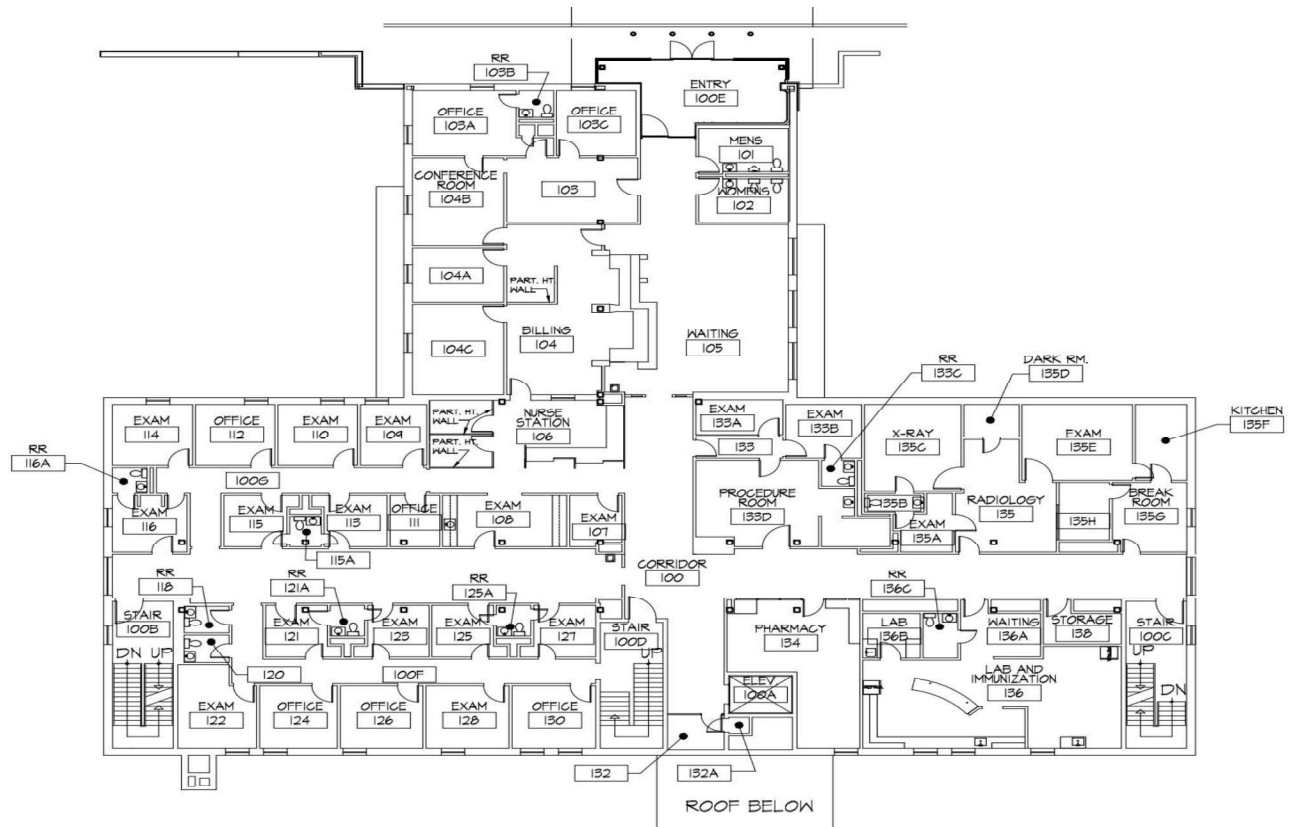 RR
103B
ENTRY
100E
OFFICE
103A
OFFICE
103C
MENS
101
CONFERENCE
ROOM
104B
103
WOMENS
102
104A
PART. HT.
WALL
BILLING
104
104C
WAITING
105
RR
133C
DARK RM.
135D
KITCHEN
135F
EXAM
114
OFFICE
112
EXAM
110
EXAM
109
PART. HT.
WALL
PART. HT.
WALL
NURSE
STATION
106
EXAM
133A
133
EXAM
133B
X-RAY
135C
EXAM
135E
RR
116A
100G
EXAM
116
EXAM
115
EXAM
113
OFFICE
111
EXAM
108
EXAM
107
115A
PROCEDURE
ROOM
133D
135B
EXAM
135A
RADIOLOGY
135
135H
BREAK
ROOM
135G
CORRIDOR
100
RR
118
RR
121A
RR
125A
RR
136C
STAIR
100B
DN UP
120
EXAM
121
EXAM
123
EXAM
125
EXAM
127
100F
STAIR
100D
UP
PHARMACY
134
ELEV
100A
LAB
136B
WAITING
136A
STORAGE
138
STAIR
100C
UP
DN
LAB AND
IMMUNIZATION
136
EXAM
122
OFFICE
124
OFFICE
126
EXAM
128
OFFICE
130
132
132A
ROOF BELOW